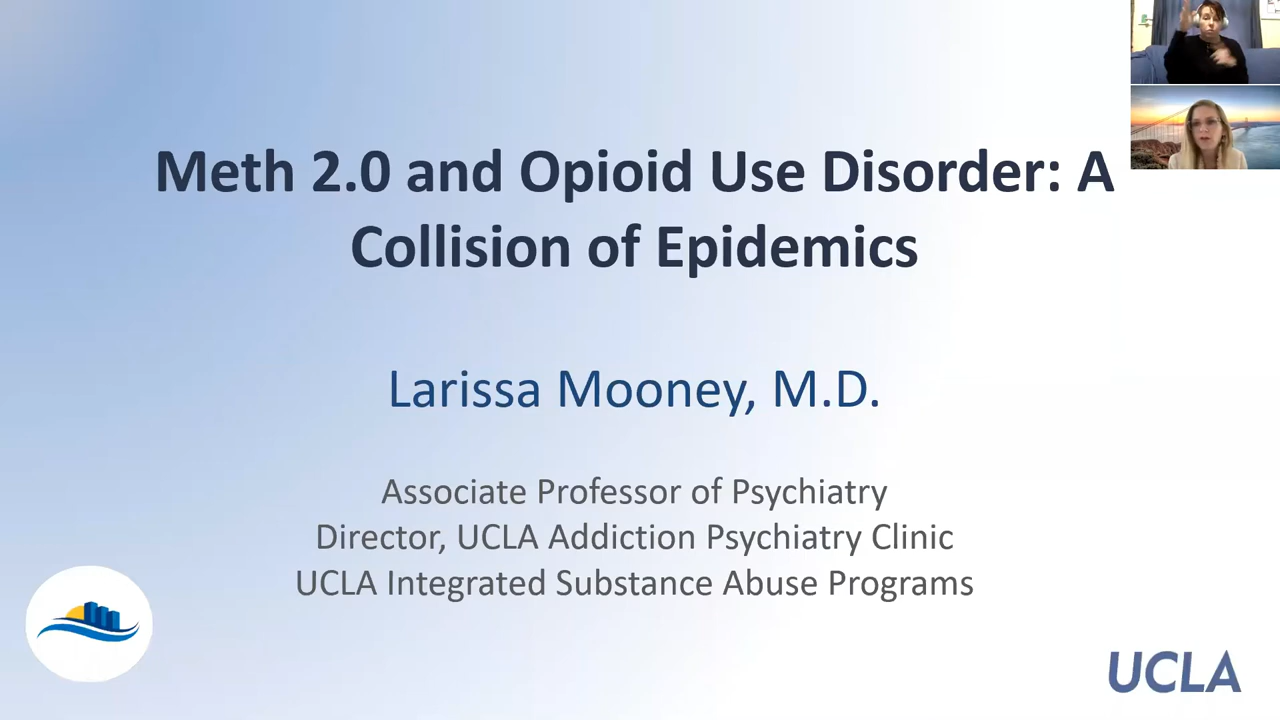 Meth 2.0 and Opioid Use Disorder: A
Collision of Epidemics
Larissa Mooney, M.D.
Associate Professor of Psychiatry
Director, UCLA Addiction Psychiatry Clinic
UCLA Integrated Substance Abuse Programs
UCLA